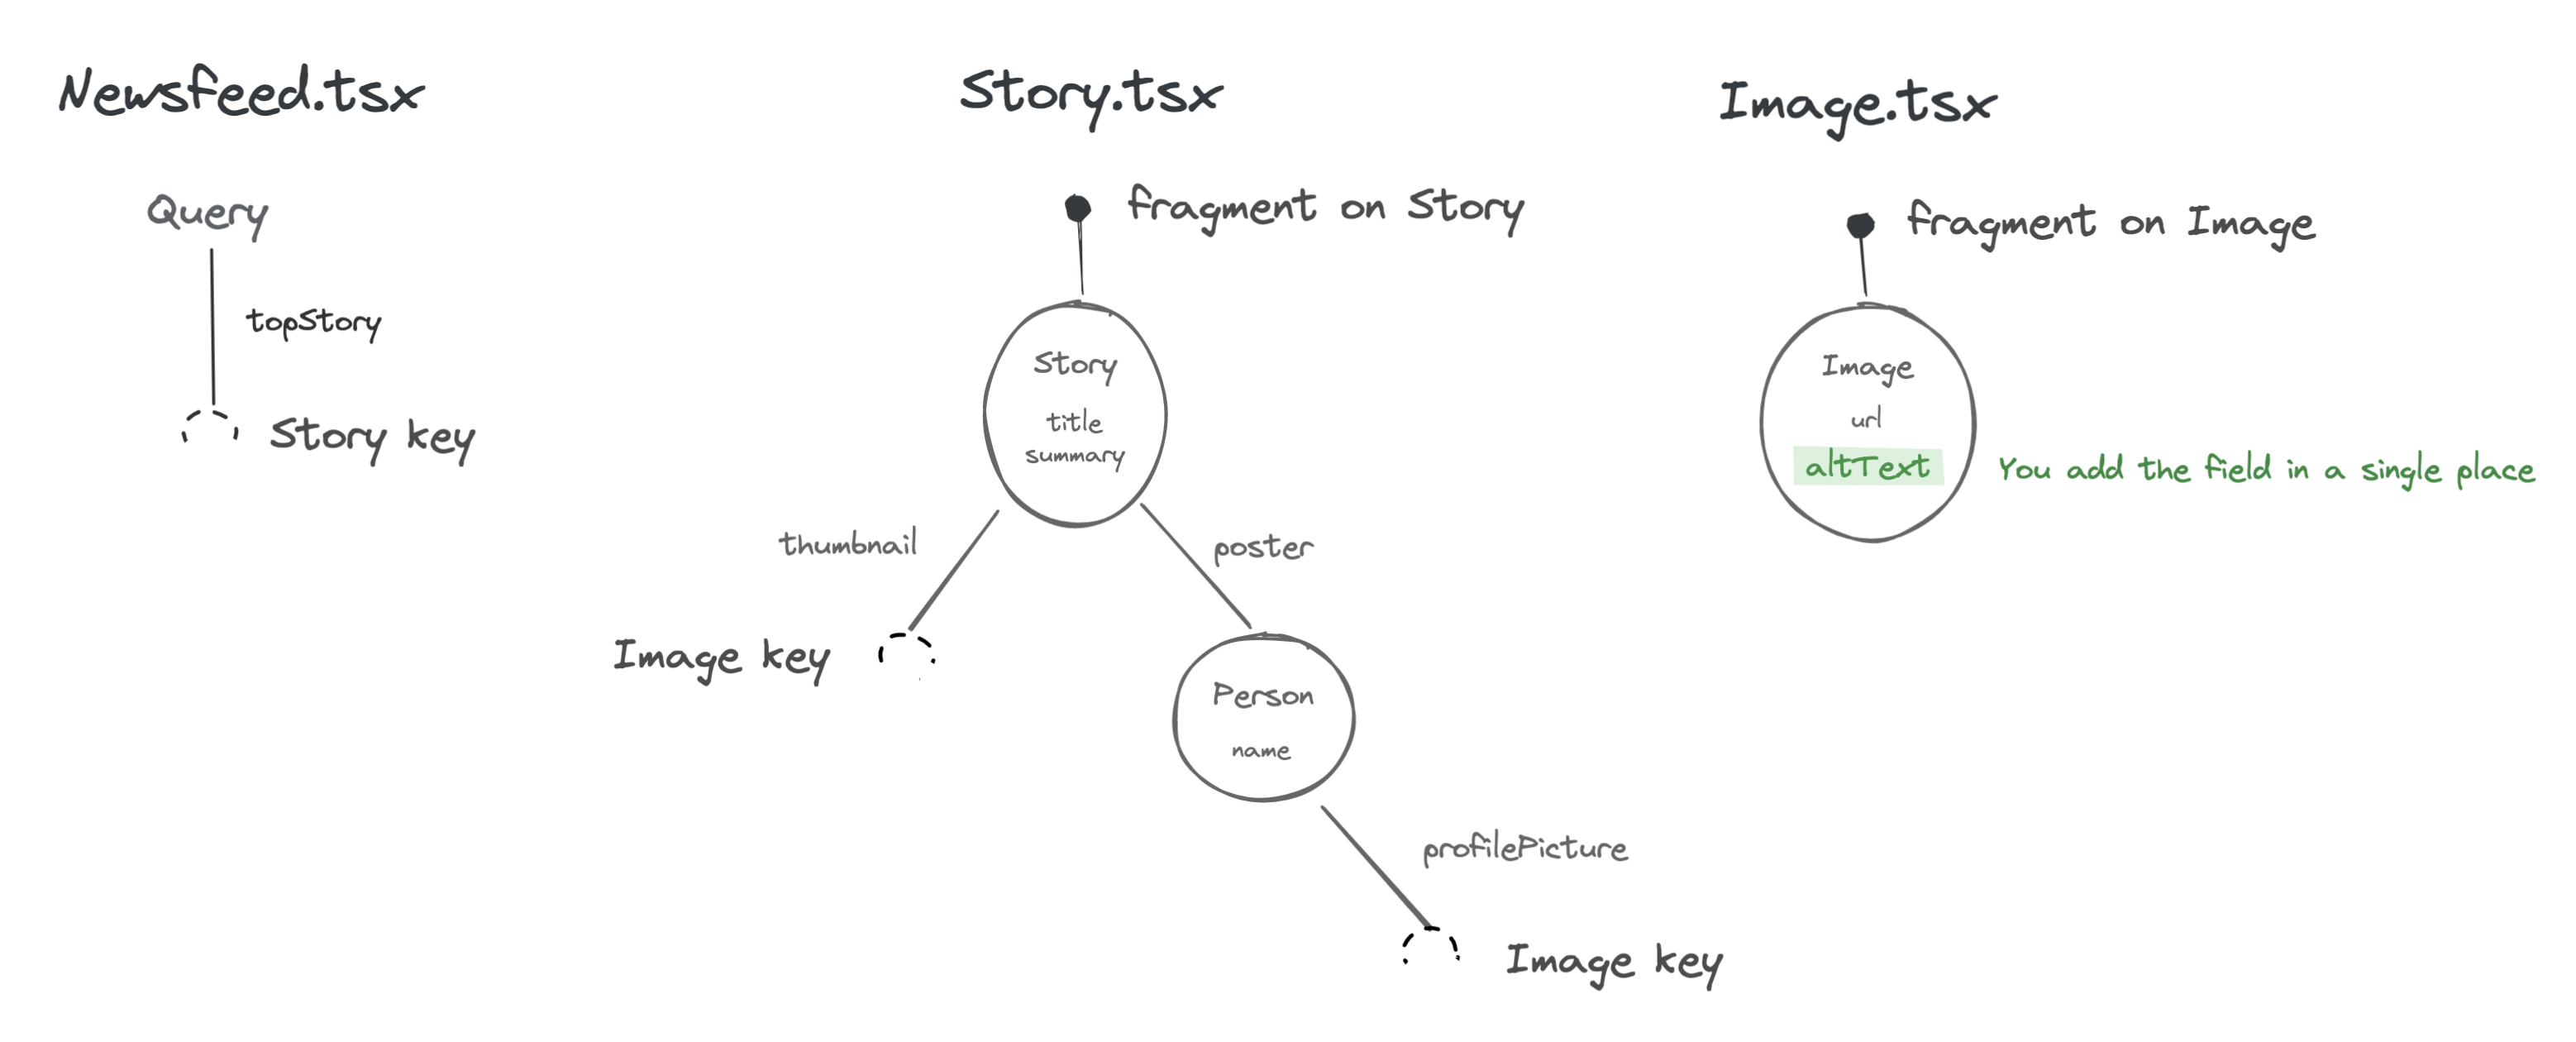 Newsfeed.tsx
Query
topStory
Story key
Story.tsx
fragment on Story
Story
title
summary
thumbnail
poster
Image key
Person
name
profilePicture
Image key
Image.tsx
fragment on Image
Image
url
altText
You add the field in a single place